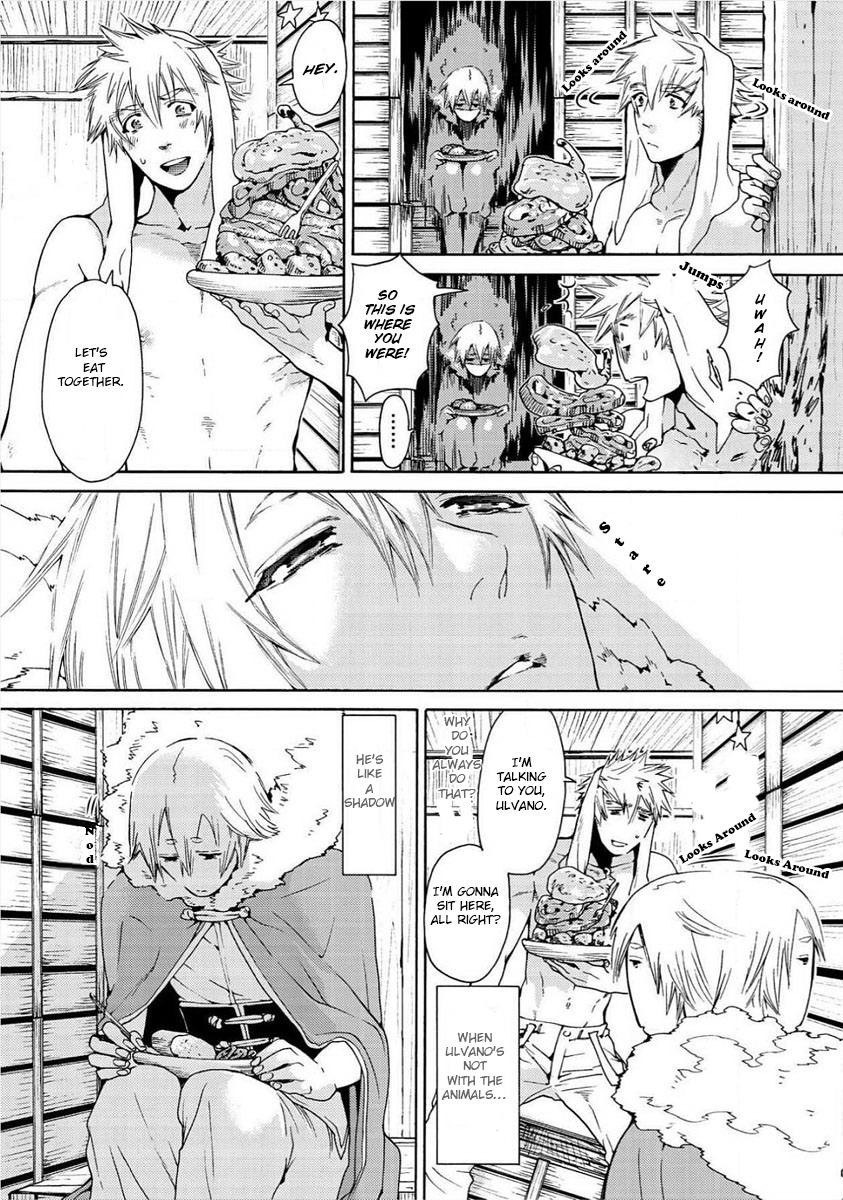 Looks around
Looks around
UWAH!
Jumps
SO
THIS IS
WHERE
YOU
WERE!
......
HEY.
LET'S
EAT
TOGETHER.
Stare
Looks Around
Looks Around
I'M
TALKING
TO YOU,
ULVANO.
WHY
DO
YOU
ALWAYS
DO
THAT?
I'M GONNA
SIT HERE,
ALL RIGHT?
WHEN
ULVANO'S
NOT
WITH THE
ANIMALS...
HE'S
LIKE
A
SHADOW
Nod